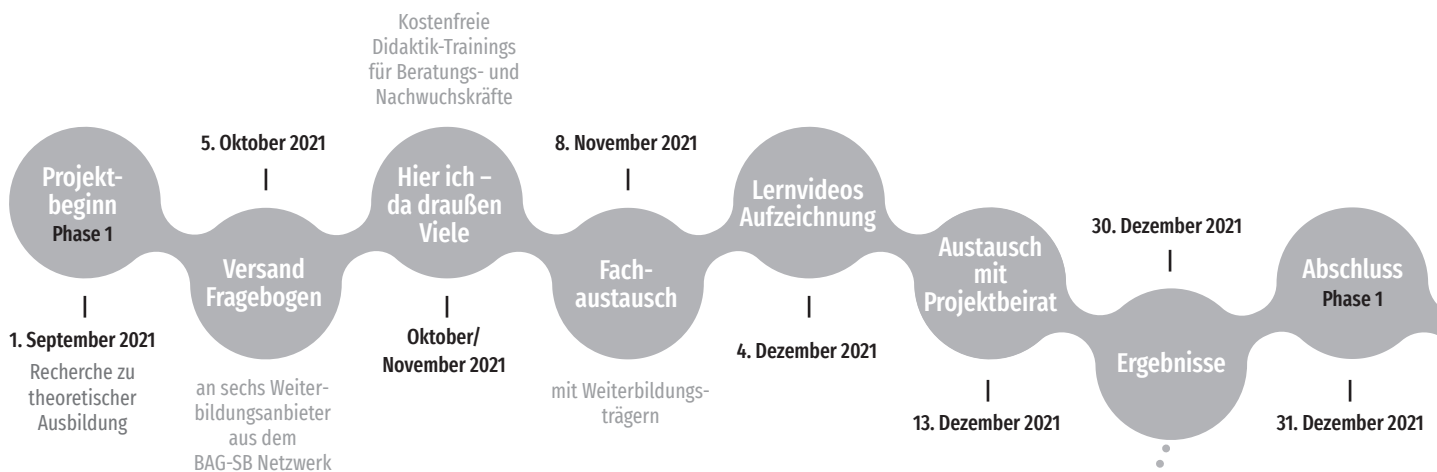 Projekt-
beginn
Phase 1
1. September 2021
Recherche zu
theoretischer
Ausbildung
5. Oktober 2021
Versand
Fragebogen
an sechs Weiter-
bildungsanbieter
aus dem
BAG-SB Netzwerk
Kostenfreie
Didaktik-Trainings
für Beratungs- und
Nachwuchskräfte
Hier ich –
da draußen
Viele
Oktober/
November 2021
8. November 2021
Fach-
austausch
mit Weiterbildungs-
trägern
Lernvideos
Aufzeichnung
4. Dezember 2021
Austausch
mit
Projektbeirat
13. Dezember 2021
30. Dezember 2021
Ergebnisse
Abschluss
Phase 1
31. Dezember 2021